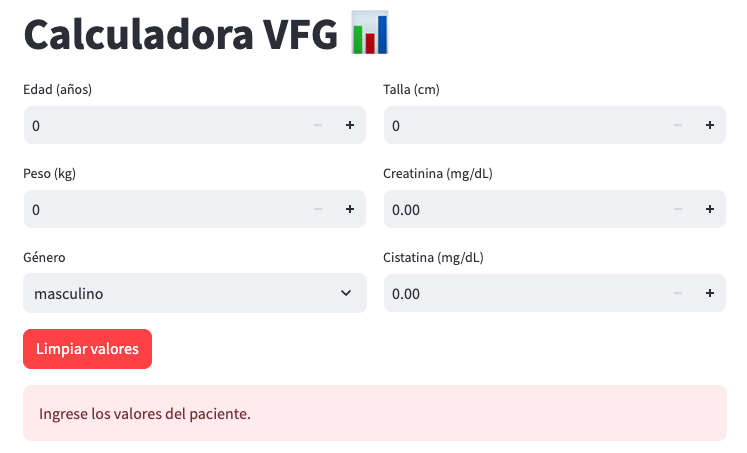 Calculadora VFG
Edad (años)
Talla (cm)
0
0
Peso (kg)
Creatinina (mg/dL)
0
0.00
Género
Cistatina (mg/dL)
masculino
0.00
Limpiar valores
Ingrese los valores del paciente.